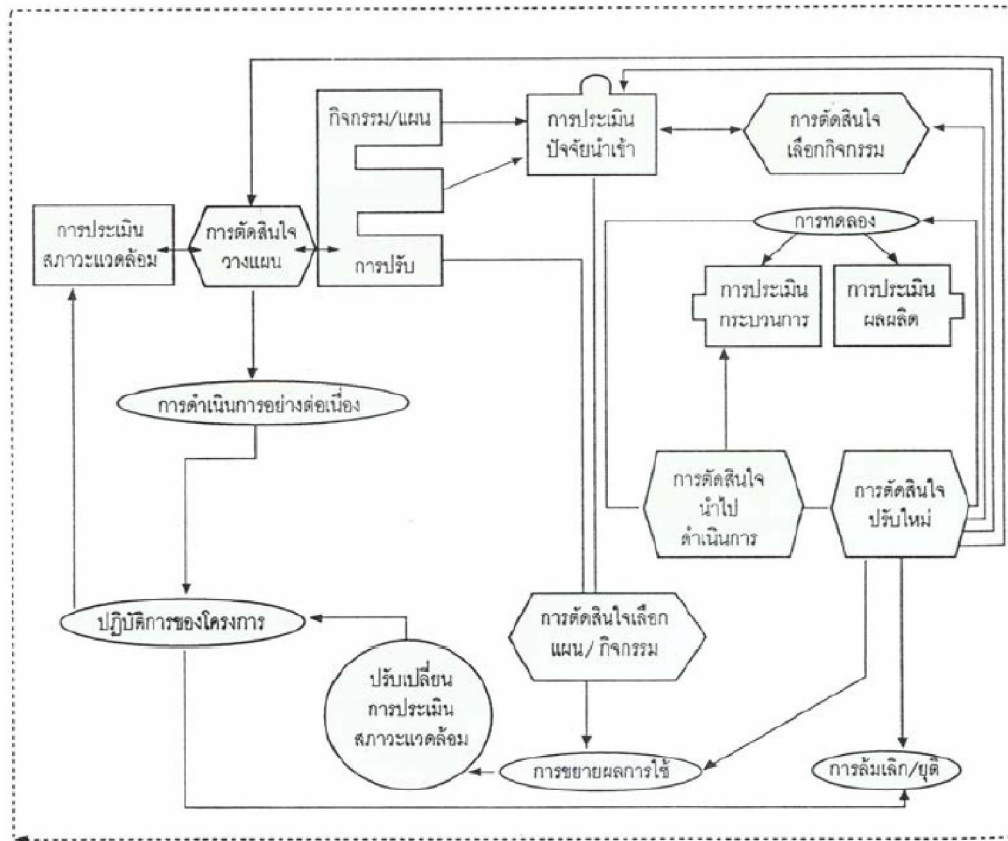 กิจกรรม/แผน
การประเมิน
ปัจจัยนำเข้า
การตัดสินใจ
เลือกกิจกรรม
การประเมิน
สภาวะแวดล้อม
การตัดสินใจ
วางแผน
การปรับ
การทดลอง
การประเมิน
กระบวนการ
การประเมิน
ผลผลิต
การดำเนินการอย่างต่อเนื่อง
การตัดสินใจ
นำไป
ดำเนินการ
การตัดสินใจ
ปรับใหม่
ปฏิบัติการของโครงการ
การตัดสินใจเลือก
แผน/กิจกรรม
ปรับเปลี่ยน
การประเมิน
สภาวะแวดล้อม
การขยายผลการใช้
การล้มเลิก/ยุติ